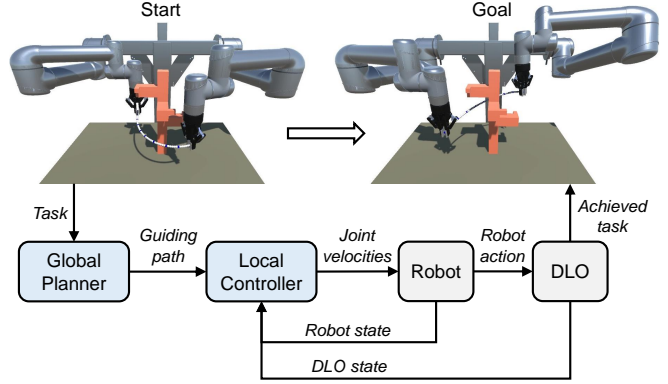 Start
Goal
Task
Achieved
task
Global
Planner
Guiding
path
Local
Controller
Joint
velocities
Robot
Robot
action
DLO
Robot state
DLO state